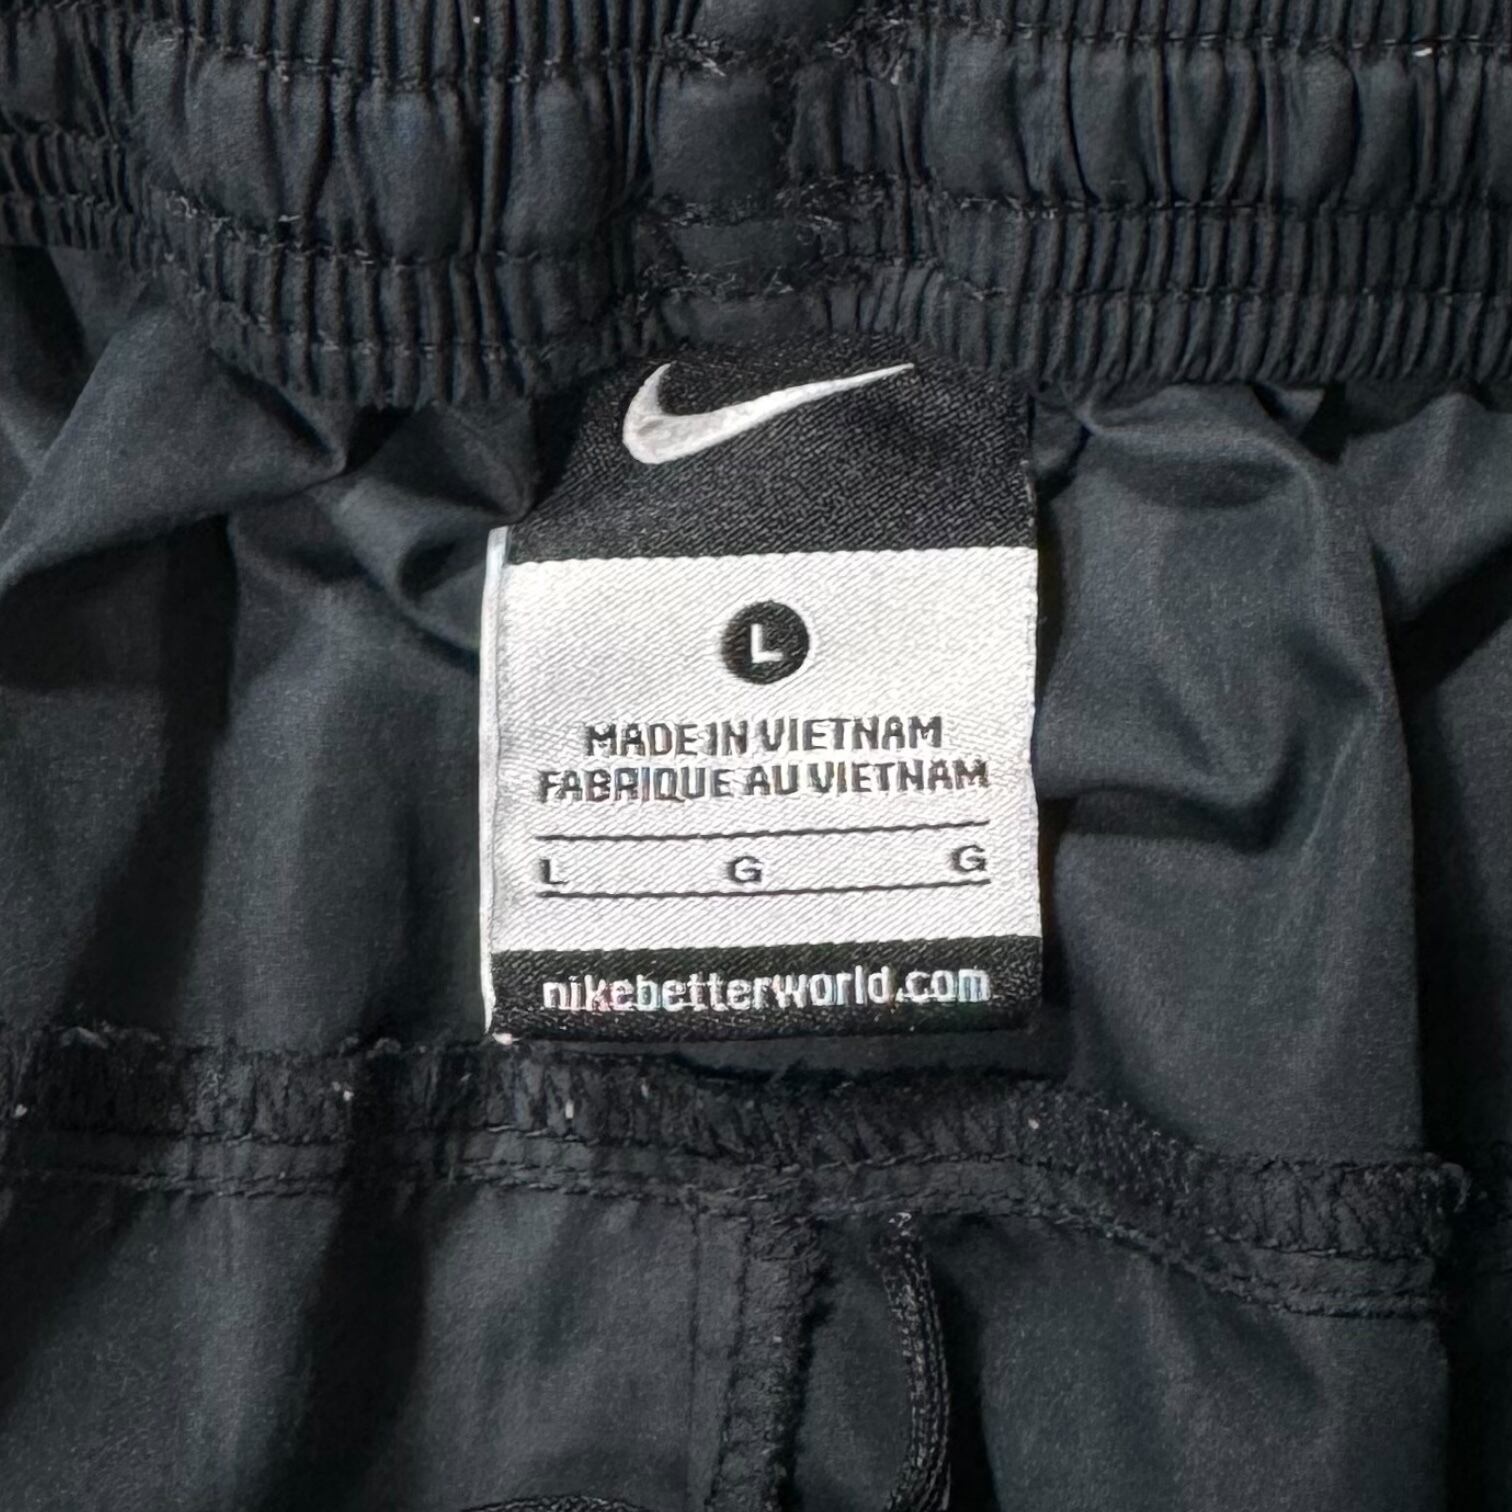 L
MADE IN VIETNAM
FABRIQUE AU VIETNAM
L G G
nikebetterworld.com